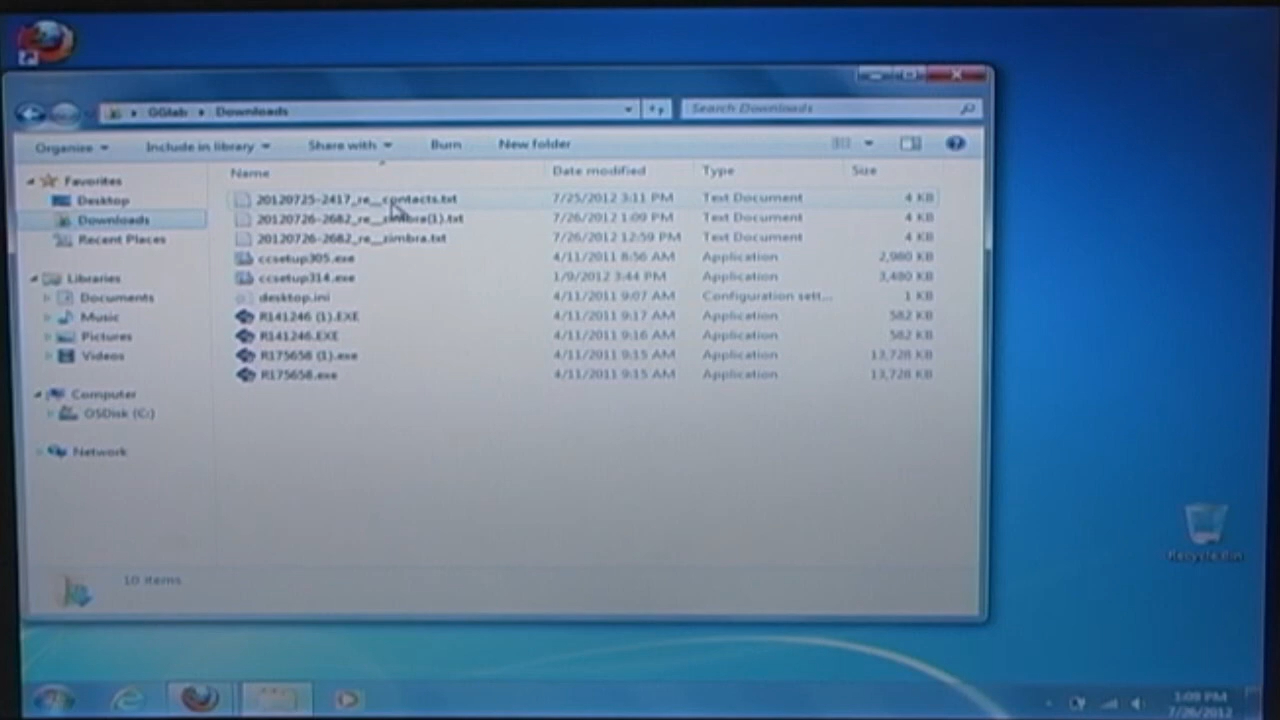 GGlab Downloads
Search Downloads
Organize Include in library Share with Burn New folder
Name Date modified Type Size
Favorites
Desktop
Downloads
Recent Places
Libraries
Documents
Music
Pictures
Videos
Computer
OSDisk (C:)
Network
20120725-2417_re__contacts.txt 7/25/2012 3:11 PM Text Document 4 KB
20120726-2682_re__zimbra(1).txt 7/26/2012 1:09 PM Text Document 4 KB
20120726-2682_re__zimbra.txt 7/26/2012 12:59 PM Text Document 4 KB
ccsetup305.exe 4/11/2011 8:56 AM Application 2,980 KB
ccsetup314.exe 1/9/2012 3:44 PM Application 3,480 KB
desktop.ini 4/11/2011 9:07 AM Configuration sett... 1 KB
R141246 (1).EXE 4/11/2011 9:17 AM Application 582 KB
R141246.EXE 4/11/2011 9:16 AM Application 582 KB
R175658 (1).exe 4/11/2011 9:15 AM Application 13,728 KB
R175658.exe 4/11/2011 9:15 AM Application 13,728 KB
10 items
Recycle Bin
1:09 PM
7/26/2012